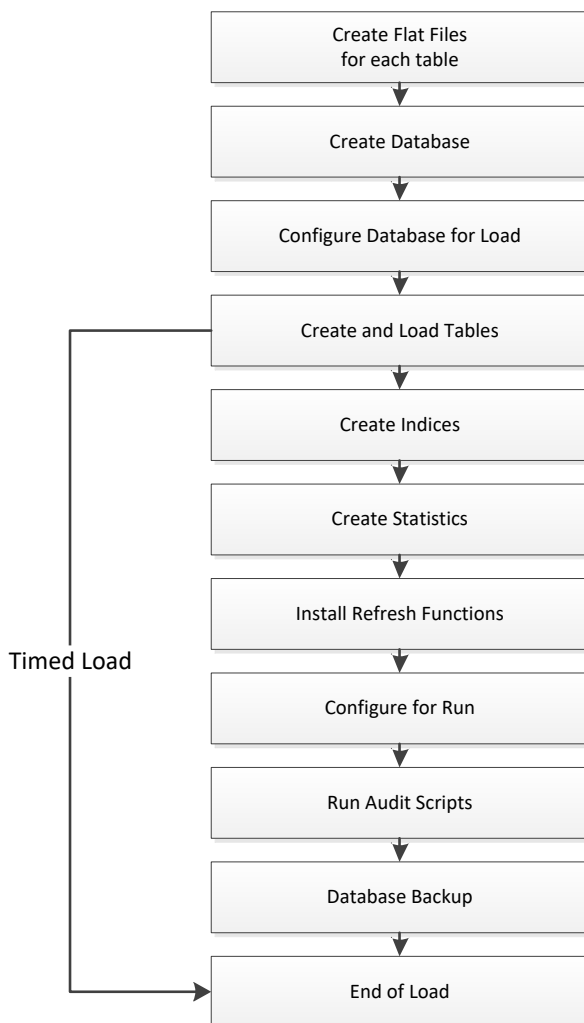 Create Flat Files
for each table
Create Database
Configure Database for Load
Create and Load Tables
Create Indices
Create Statistics
Install Refresh Functions
Timed Load
Configure for Run
Run Audit Scripts
Database Backup
End of Load